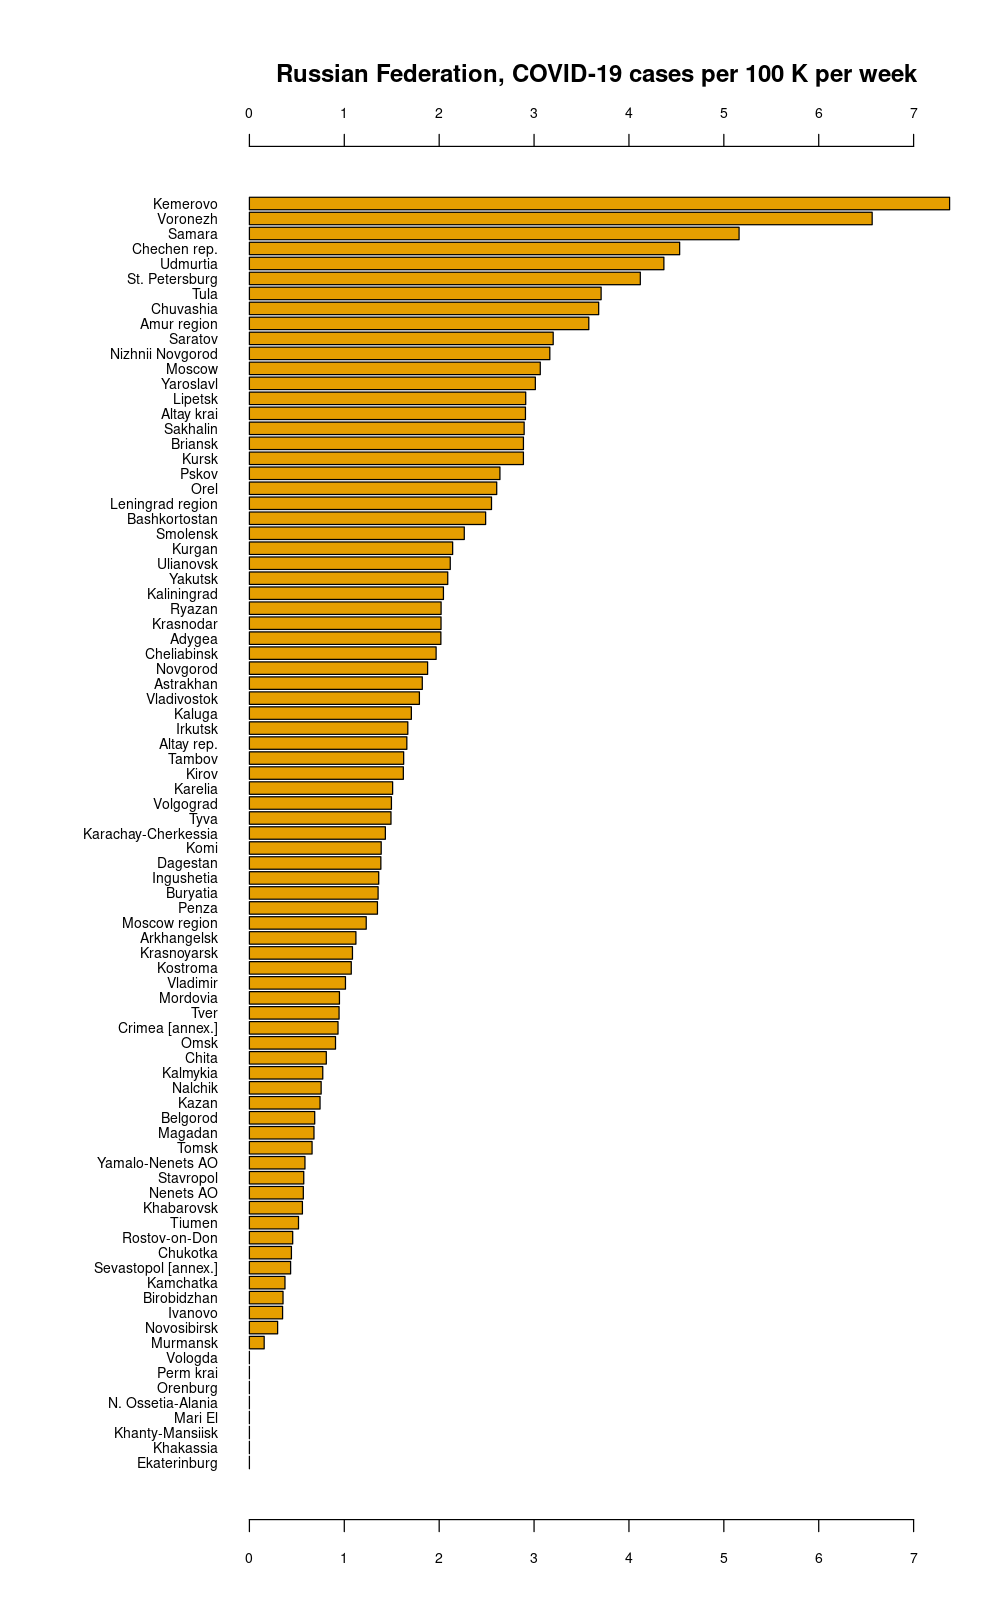 Russian Federation, COVID-19 cases per 100 K per week
0 1 2 3 4 5 6 7
Kemerovo
Voronezh
Samara
Chechen rep.
Udmurtia
St. Petersburg
Tula
Chuvashia
Amur region
Saratov
Nizhnii Novgorod
Moscow
Yaroslavl
Lipetsk
Altay krai
Sakhalin
Briansk
Kursk
Pskov
Orel
Leningrad region
Bashkortostan
Smolensk
Kurgan
Ulianovsk
Yakutsk
Kaliningrad
Ryazan
Krasnodar
Adygea
Cheliabinsk
Novgorod
Astrakhan
Vladivostok
Kaluga
Irkutsk
Altay rep.
Tambov
Kirov
Karelia
Volgograd
Tyva
Karachay-Cherkessia
Komi
Dagestan
Ingushetia
Buryatia
Penza
Moscow region
Arkhangelsk
Krasnoyarsk
Kostroma
Vladimir
Mordovia
Tver
Crimea [annex.]
Omsk
Chita
Kalmykia
Nalchik
Kazan
Belgorod
Magadan
Tomsk
Yamalo-Nenets AO
Stavropol
Nenets AO
Khabarovsk
Tiumen
Rostov-on-Don
Chukotka
Sevastopol [annex.]
Kamchatka
Birobidzhan
Ivanovo
Novosibirsk
Murmansk
Vologda
Perm krai
Orenburg
N. Ossetia-Alania
Mari El
Khanty-Mansiisk
Khakassia
Ekaterinburg
0 1 2 3 4 5 6 7